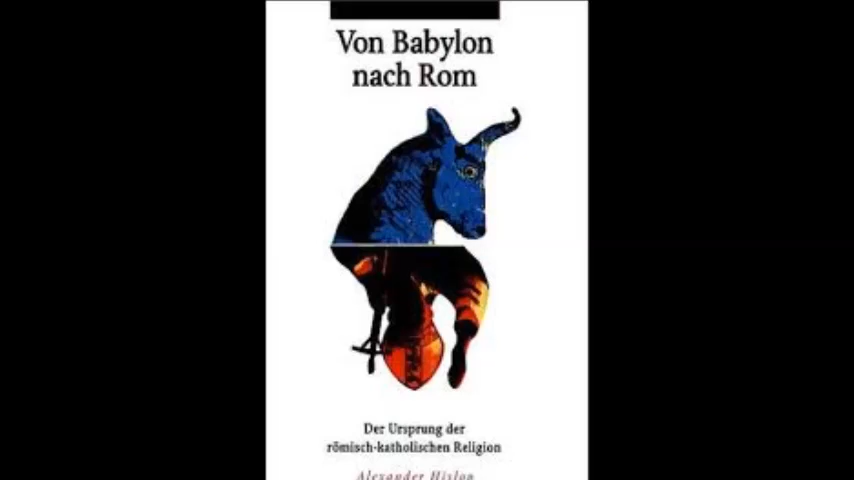 Von Babylon
nach Rom
Der Ursprung der
römisch-katholischen Religion
Alexander Hislop